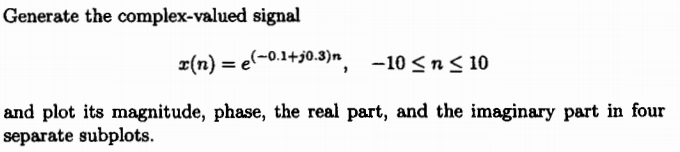 Generate the complex-valued signal
x(n) = e^{(-0.1+j0.3)n}, −10 ≤ n ≤ 10
and plot its magnitude, phase, the real part, and the imaginary part in four
separate subplots.